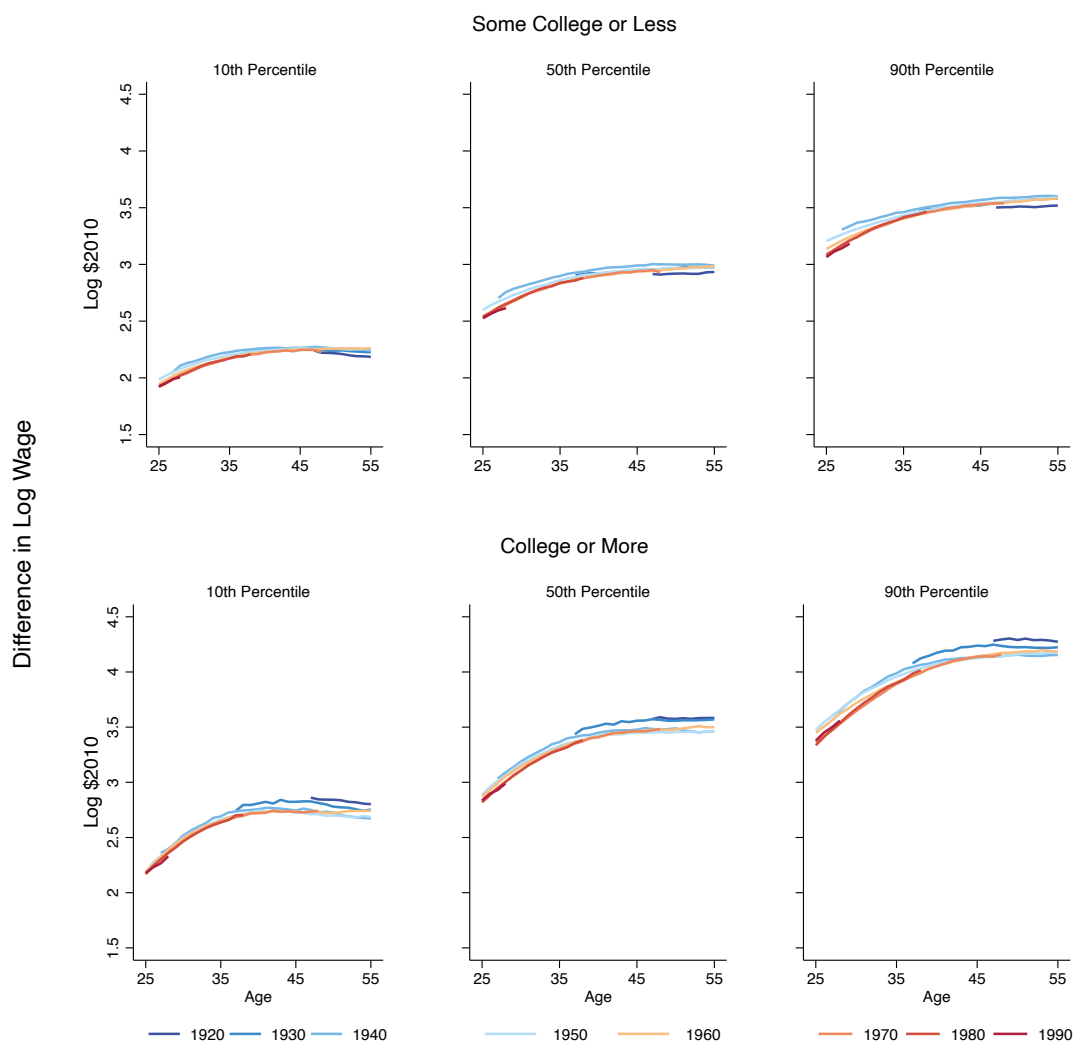 Some College or Less
10th Percentile 50th Percentile 90th Percentile
Difference in Log Wage
Log $2010
4.5 4 3.5 3 2.5 2 1.5
25 35 45 55 25 35 45 55 25 35 45 55
College or More
10th Percentile 50th Percentile 90th Percentile
Log $2010
4.5 4 3.5 3 2.5 2 1.5
25 35 45 55 25 35 45 55 25 35 45 55
Age Age Age
1920 1930 1940 1950 1960 1970 1980 1990